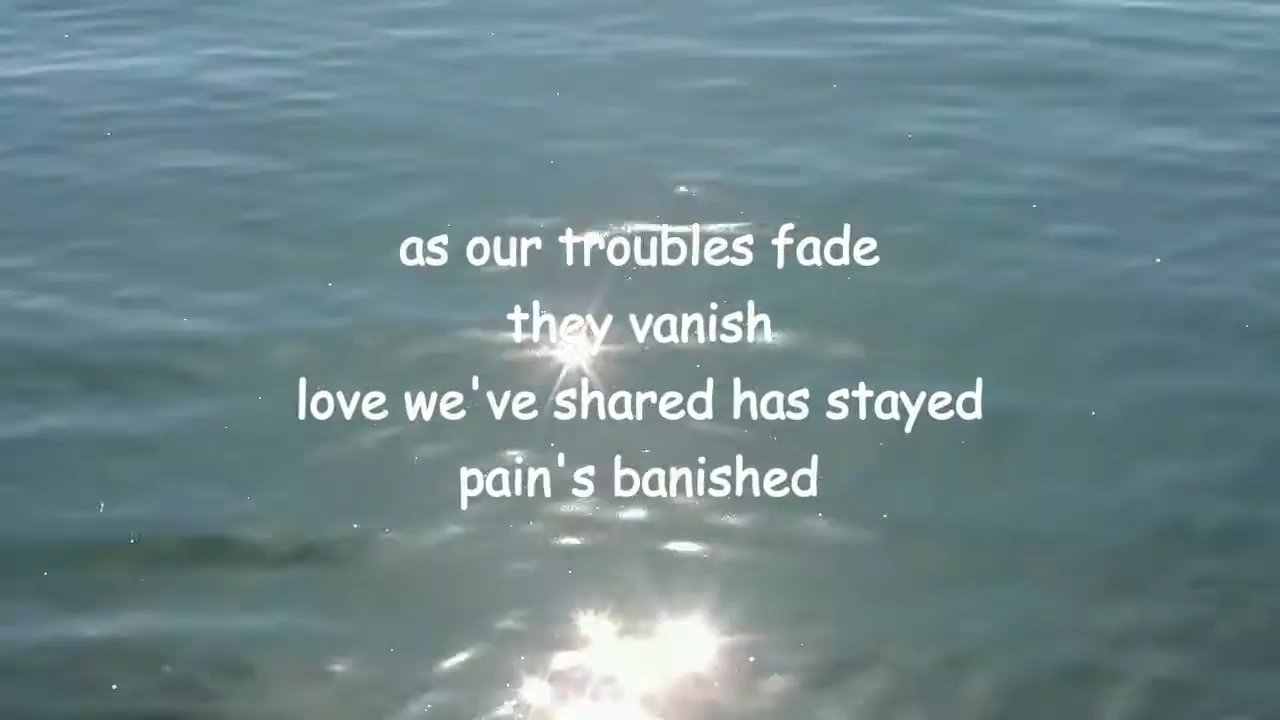 as our troubles fade
they vanish
love we've shared has stayed
pain's banished